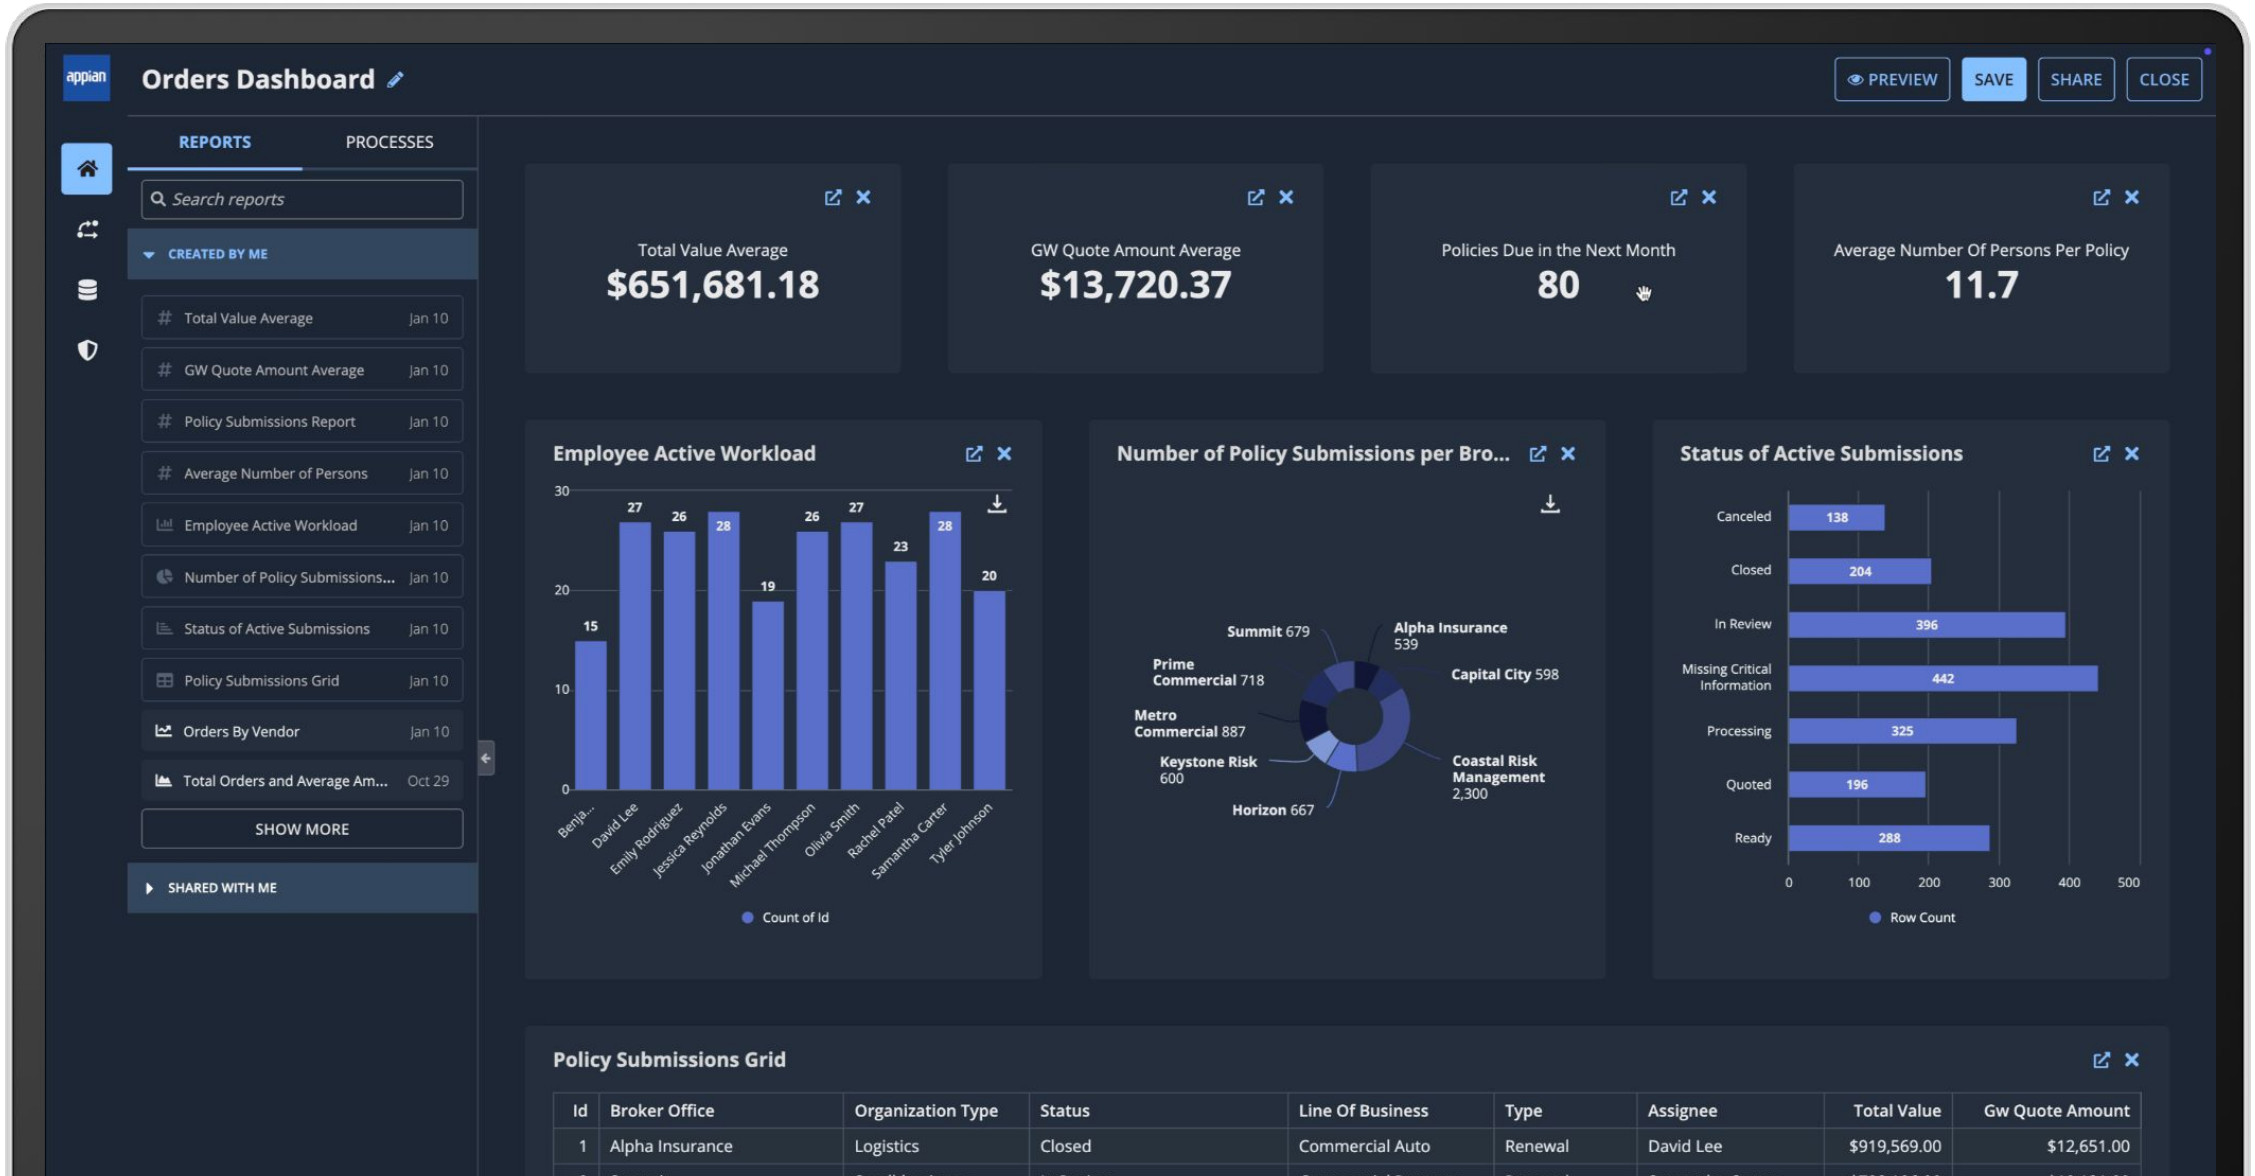 appian
Orders Dashboard
PREVIEW
SAVE
SHARE
CLOSE
REPORTS
PROCESSES
Search reports
CREATED BY ME
Total Value Average Jan 10
GW Quote Amount Average Jan 10
Policy Submissions Report Jan 10
Average Number of Persons Jan 10
Employee Active Workload Jan 10
Number of Policy Submissions... Jan 10
Status of Active Submissions Jan 10
Policy Submissions Grid Jan 10
Orders By Vendor Jan 10
Total Orders and Average Am... Oct 29
SHOW MORE
SHARED WITH ME
Total Value Average
$651,681.18
GW Quote Amount Average
$13,720.37
Policies Due in the Next Month
80
Average Number Of Persons Per Policy
11.7
Employee Active Workload
30
20
10
0
15
27
26
28
19
26
27
23
28
20
Benja...
David Lee
Emily Rodriguez
Jessica Reynolds
Jonathan Evans
Michael Thompson
Olivia Smith
Rachel Patel
Samantha Carter
Tyler Johnson
Count of Id
Number of Policy Submissions per Bro...
Summit 679
Alpha Insurance
539
Prime
Commercial 718
Capital City 598
Metro
Commercial 887
Keystone Risk
600
Coastal Risk
Management
2,300
Horizon 667
Status of Active Submissions
Canceled 138
Closed 204
In Review 396
Missing Critical
Information 442
Processing 325
Quoted 196
Ready 288
0 100 200 300 400 500
Row Count
Policy Submissions Grid
Id Broker Office Organization Type Status Line Of Business Type Assignee Total Value Gw Quote Amount
1 Alpha Insurance Logistics Closed Commercial Auto Renewal David Lee $919,569.00 $12,651.00